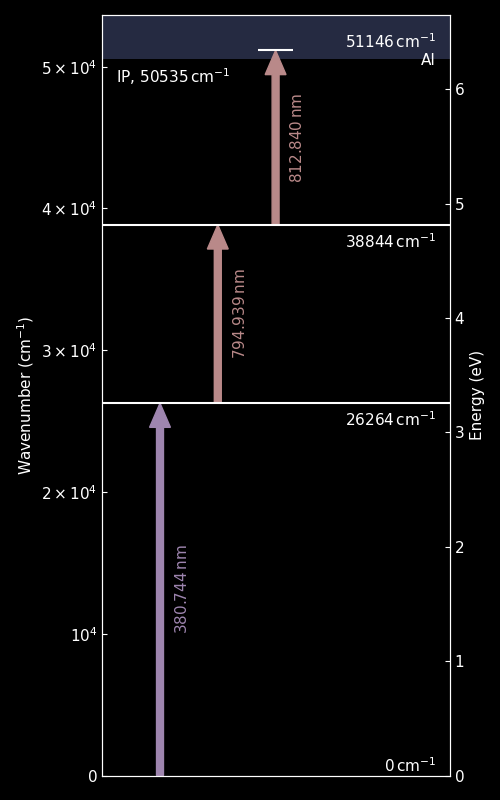 51146 cm⁻¹
AI
IP, 50535 cm⁻¹
5 × 10⁴
6
812.840 nm
4 × 10⁴
5
38844 cm⁻¹
794.939 nm
4
3 × 10⁴
Wavenumber (cm⁻¹)
Energy (eV)
26264 cm⁻¹
3
2 × 10⁴
2
380.744 nm
10⁴
1
0 cm⁻¹
0
0